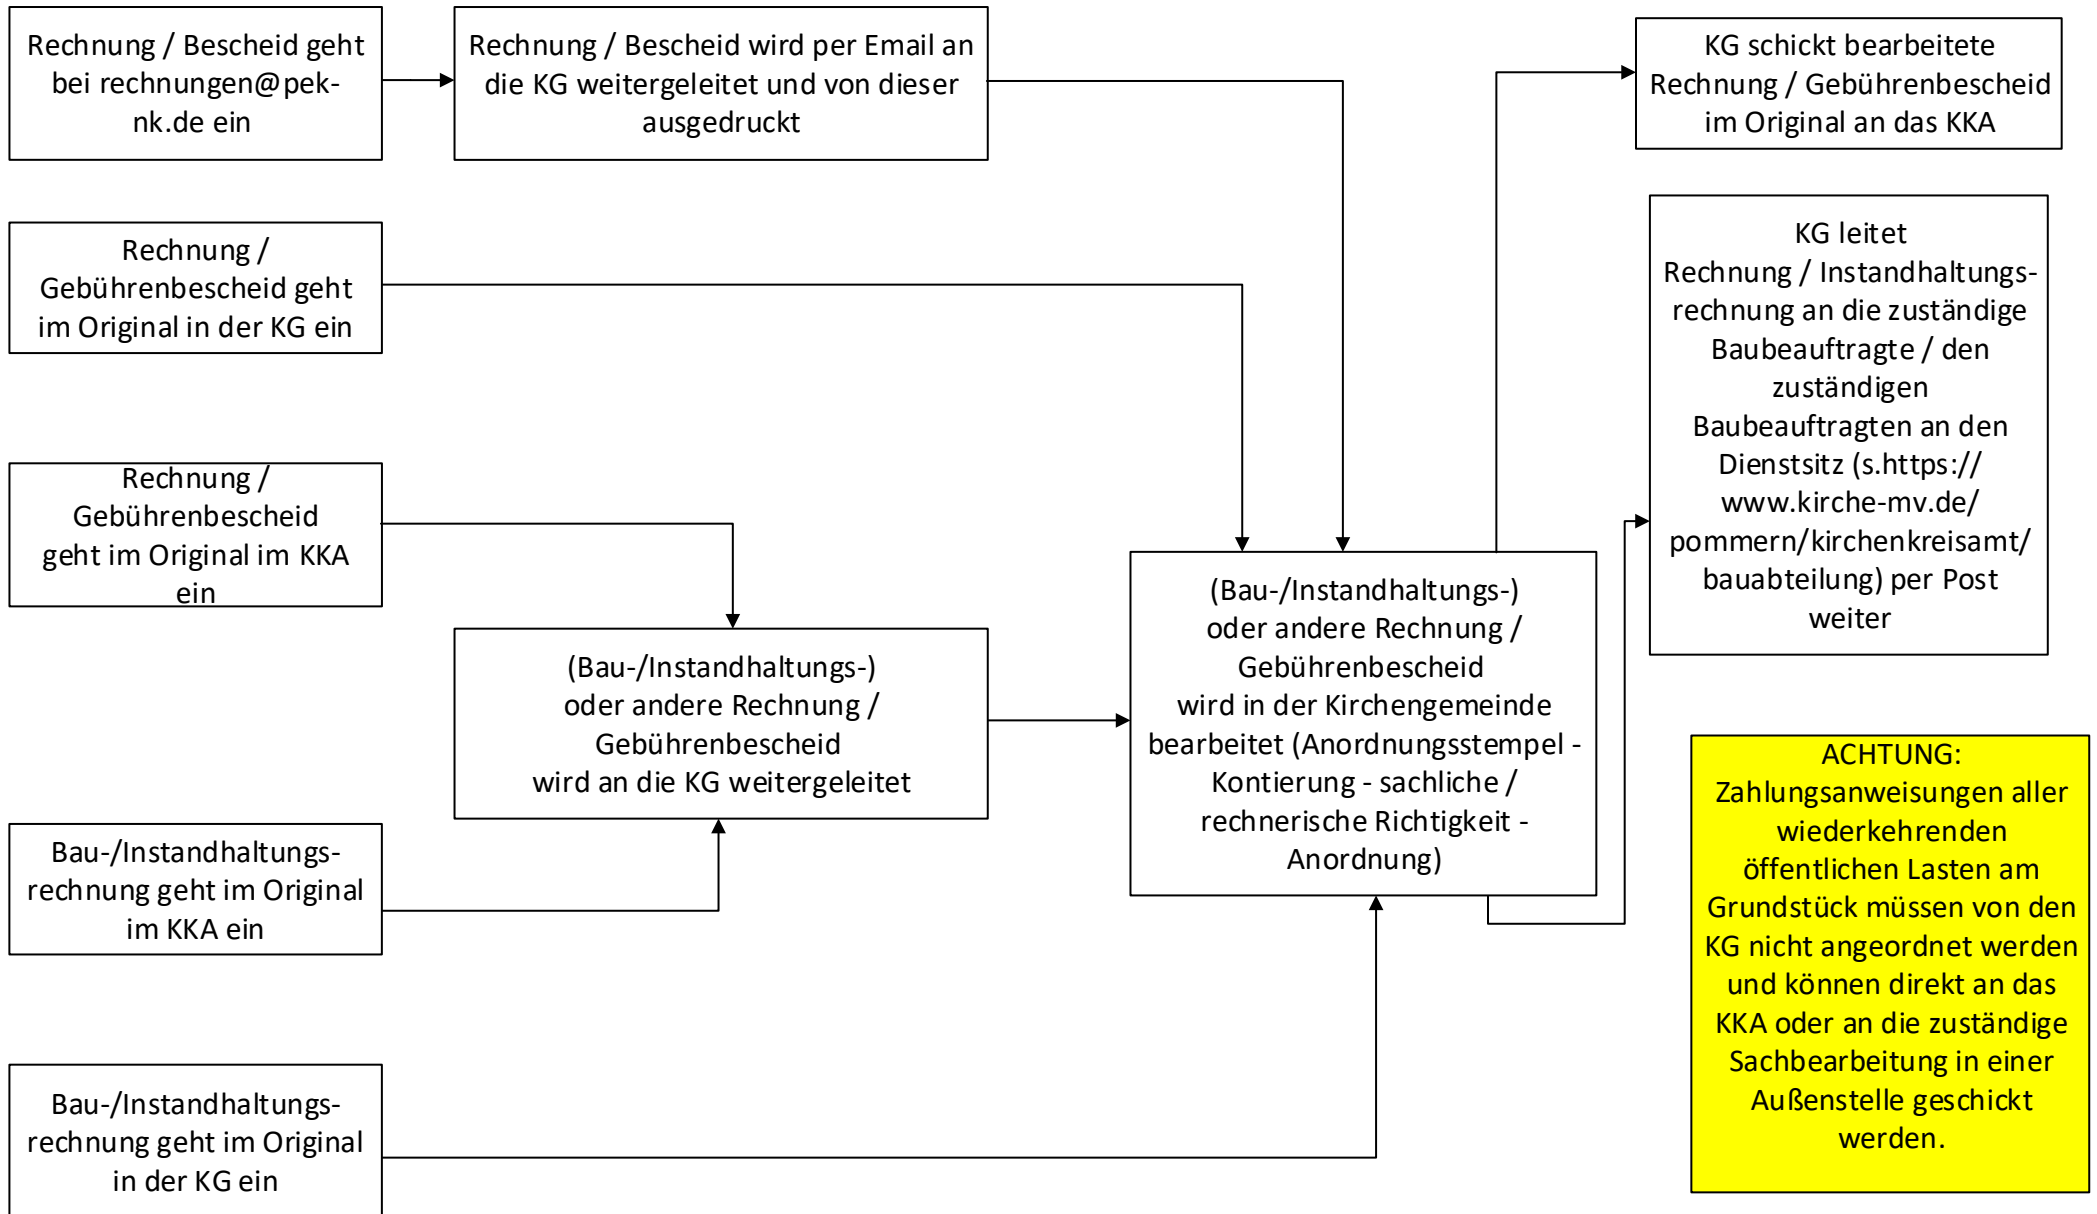 Rechnung / Bescheid geht
bei rechnungen@pek-
nk.de ein
Rechnung / Bescheid wird per Email an
die KG weitergeleitet und von dieser
ausgedruckt
KG schickt bearbeitete
Rechnung / Gebührenbescheid
im Original an das KKA
Rechnung /
Gebührenbescheid geht
im Original in der KG ein
KG leitet
Rechnung / Instandhaltungs-
rechnung an die zuständige
Baubeauftragte / den
zuständigen
Baubeauftragten an den
Dienstsitz (s.https://
www.kirche-mv.de/
pommern/kirchenkreisamt/
bauabteilung) per Post
weiter
Rechnung /
Gebührenbescheid
geht im Original im KKA
ein
(Bau-/Instandhaltungs-)
oder andere Rechnung /
Gebührenbescheid
wird an die KG weitergeleitet
(Bau-/Instandhaltungs-)
oder andere Rechnung /
Gebührenbescheid
wird in der Kirchengemeinde
bearbeitet (Anordnungsstempel -
Kontierung - sachliche /
rechnerische Richtigkeit -
Anordnung)
Bau-/Instandhaltungs-
rechnung geht im Original
im KKA ein
Bau-/Instandhaltungs-
rechnung geht im Original
in der KG ein
ACHTUNG:
Zahlungsanweisungen aller
wiederkehrenden
öffentlichen Lasten am
Grundstück müssen von den
KG nicht angeordnet werden
und können direkt an das
KKA oder an die zuständige
Sachbearbeitung in einer
Außenstelle geschickt
werden.